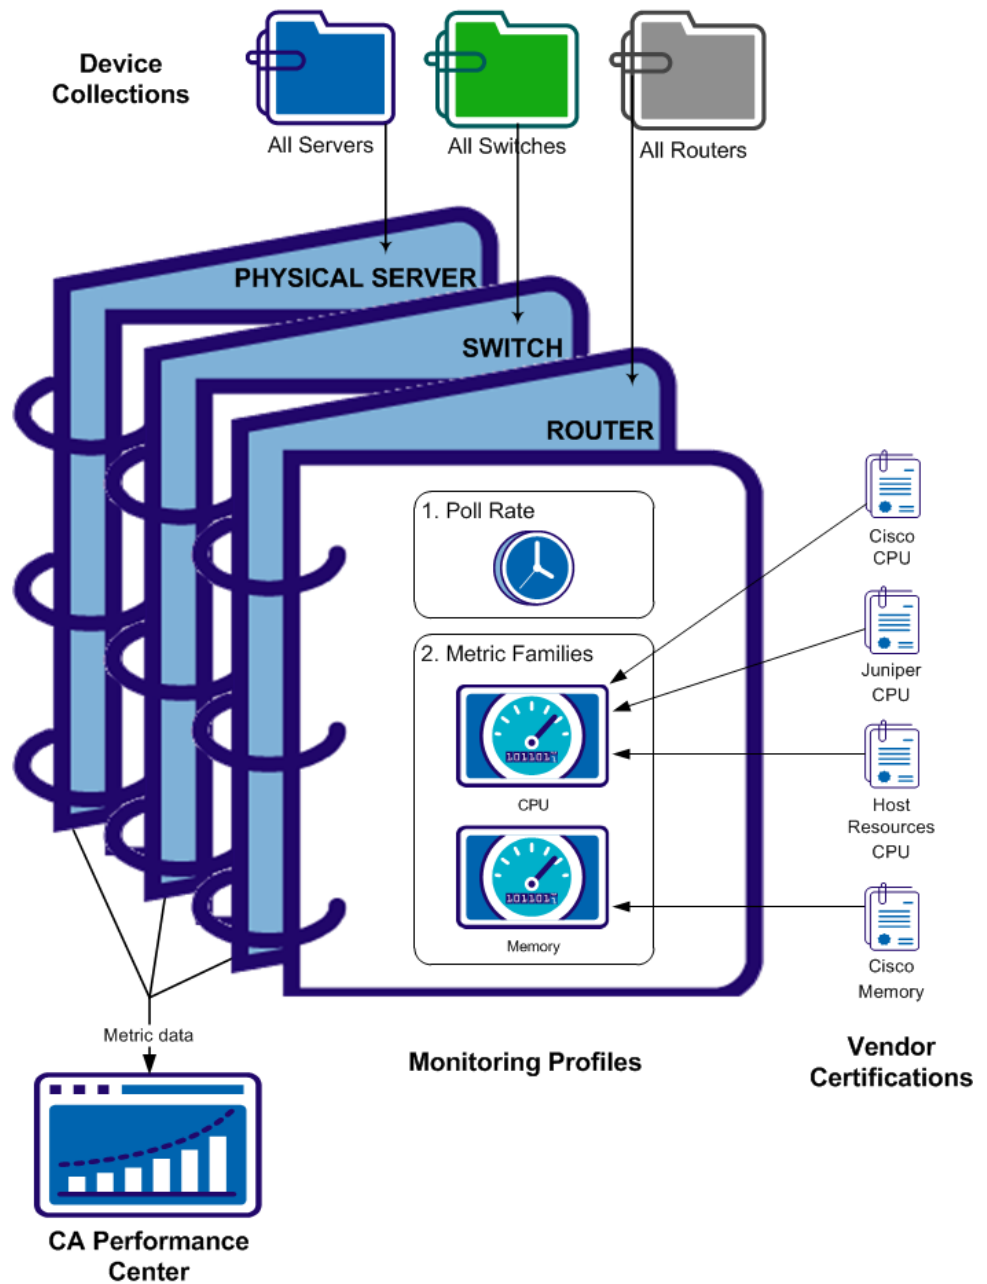 Device
Collections
All Servers
All Switches
All Routers
PHYSICAL SERVER
SWITCH
ROUTER
1. Poll Rate
2. Metric Families
1011011
CPU
1011011
Memory
Cisco
CPU
Juniper
CPU
Host
Resources
CPU
Cisco
Memory
Metric data
Monitoring Profiles
Vendor
Certifications
CA Performance
Center